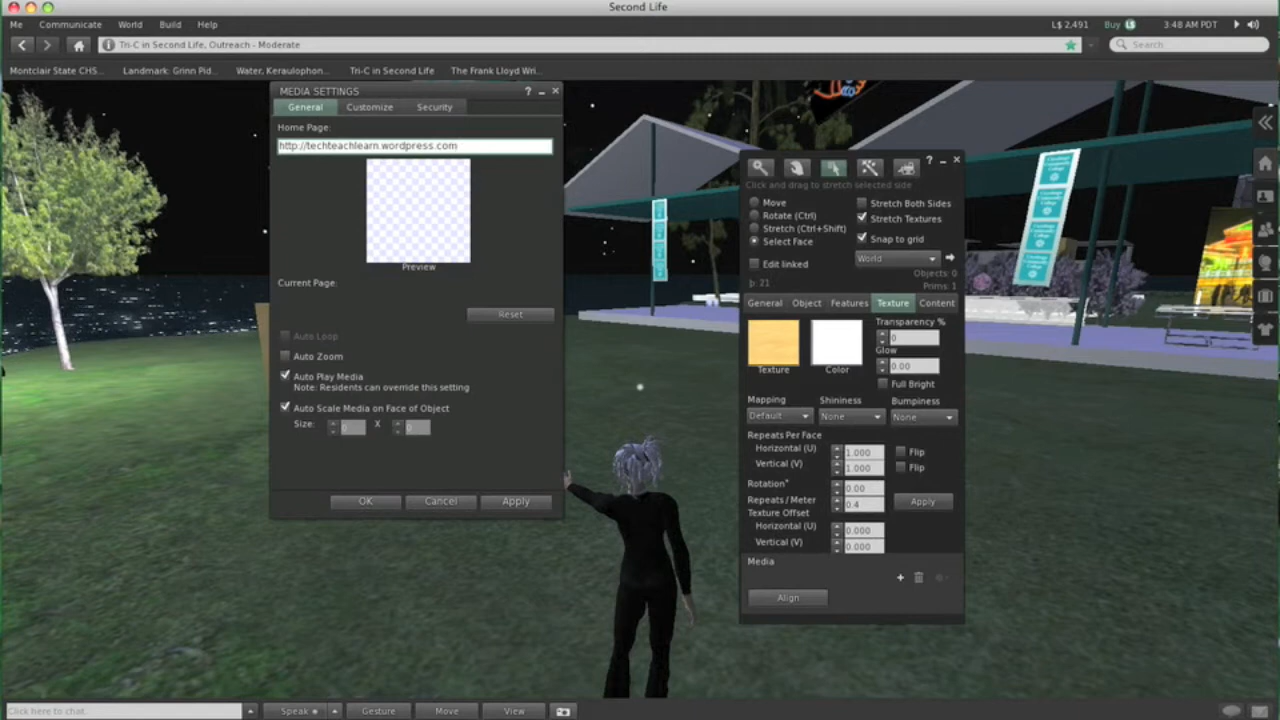 Second Life
Me Communicate World Build Help
L$ 2,491 Buy L$ 3:48 AM PDT
Tri-C in Second Life, Outreach - Moderate
Search
Montclair State CHS... Landmark: Grinn Pid... Water, Keraulophon... Tri-C in Second Life The Frank Lloyd Wri...
MEDIA SETTINGS ?
General Customize Security
Home Page:
http://techteachlearn.wordpress.com
Preview
Current Page:
Reset
Auto Loop
Auto Zoom
Auto Play Media
Note: Residents can override this setting
Auto Scale Media on Face of Object
Size: 0 X 0
OK Cancel Apply
?
Click and drag to stretch selected side
Move
Rotate (Ctrl)
Stretch (Ctrl+Shift)
Select Face
Edit linked
Stretch Both Sides
Stretch Textures
Snap to grid
World
Objects: 0
þ: 21 Prims: 1
General Object Features Texture Content
Texture
Color
Transparency %
0
Glow
0.00
Full Bright
Mapping Shininess Bumpiness
Default None None
Repeats Per Face
Horizontal (U) 1.000 Flip
Vertical (V) 1.000 Flip
Rotation° 0.00
Repeats / Meter 0.4 Apply
Texture Offset
Horizontal (U) 0.000
Vertical (V) 0.000
Media
Align
Click here to chat.
Speak Gesture Move View